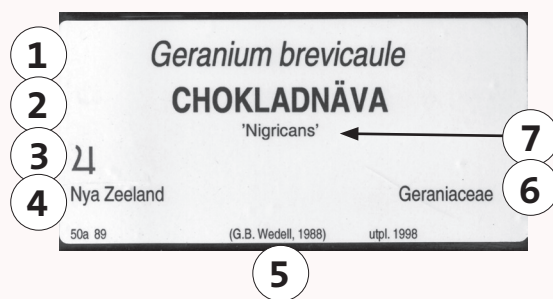 1 Geranium brevicaule
2 CHOKLADNÄVA
'Nigricans' 7
3 ♃
4 Nya Zeeland Geraniaceae 6
50a 89 (G.B. Wedell, 1988) utpl. 1998
5